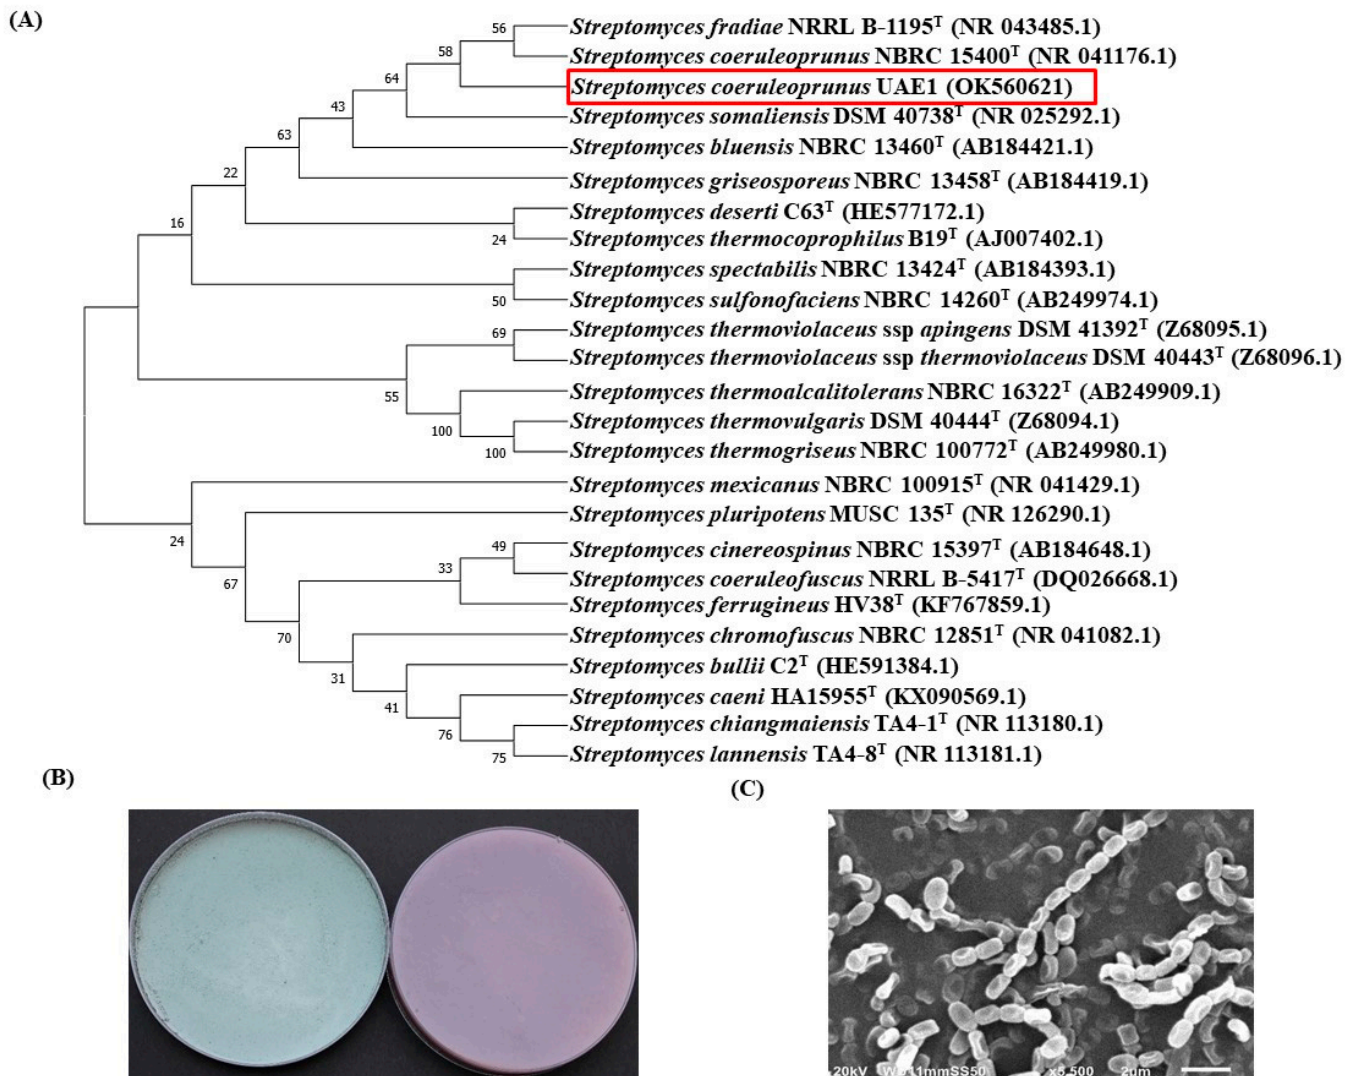 (A)
56
Streptomyces fradiae NRRL B-1195ᵀ (NR 043485.1)
58
Streptomyces coeruleoprunus NBRC 15400ᵀ (NR 041176.1)
64
Streptomyces coeruleoprunus UAE1 (OK560621)
43
Streptomyces somaliensis DSM 40738ᵀ (NR 025292.1)
63
Streptomyces bluensis NBRC 13460ᵀ (AB184421.1)
22
Streptomyces griseosporeus NBRC 13458ᵀ (AB184419.1)
16
Streptomyces deserti C63ᵀ (HE577172.1)
24
Streptomyces thermocoprophilus B19ᵀ (AJ007402.1)
Streptomyces spectabilis NBRC 13424ᵀ (AB184393.1)
50
Streptomyces sulfonofaciens NBRC 14260ᵀ (AB249974.1)
69
Streptomyces thermoviolaceus ssp apingens DSM 41392ᵀ (Z68095.1)
Streptomyces thermoviolaceus ssp thermoviolaceus DSM 40443ᵀ (Z68096.1)
55
Streptomyces thermoalcalitolerans NBRC 16322ᵀ (AB249909.1)
100
Streptomyces thermovulgaris DSM 40444ᵀ (Z68094.1)
100
Streptomyces thermogriseus NBRC 100772ᵀ (AB249980.1)
Streptomyces mexicanus NBRC 100915ᵀ (NR 041429.1)
24
Streptomyces pluripotens MUSC 135ᵀ (NR 126290.1)
67
49
Streptomyces cinereospinus NBRC 15397ᵀ (AB184648.1)
33
Streptomyces coeruleofuscus NRRL B-5417ᵀ (DQ026668.1)
Streptomyces ferrugineus HV38ᵀ (KF767859.1)
70
Streptomyces chromofuscus NBRC 12851ᵀ (NR 041082.1)
31
Streptomyces bullii C2ᵀ (HE591384.1)
41
Streptomyces caeni HA15955ᵀ (KX090569.1)
76
Streptomyces chiangmaiensis TA4-1ᵀ (NR 113180.1)
75
Streptomyces lannensis TA4-8ᵀ (NR 113181.1)
(B)
(C)
20kV WD11mmSS50 x5,500 2μm